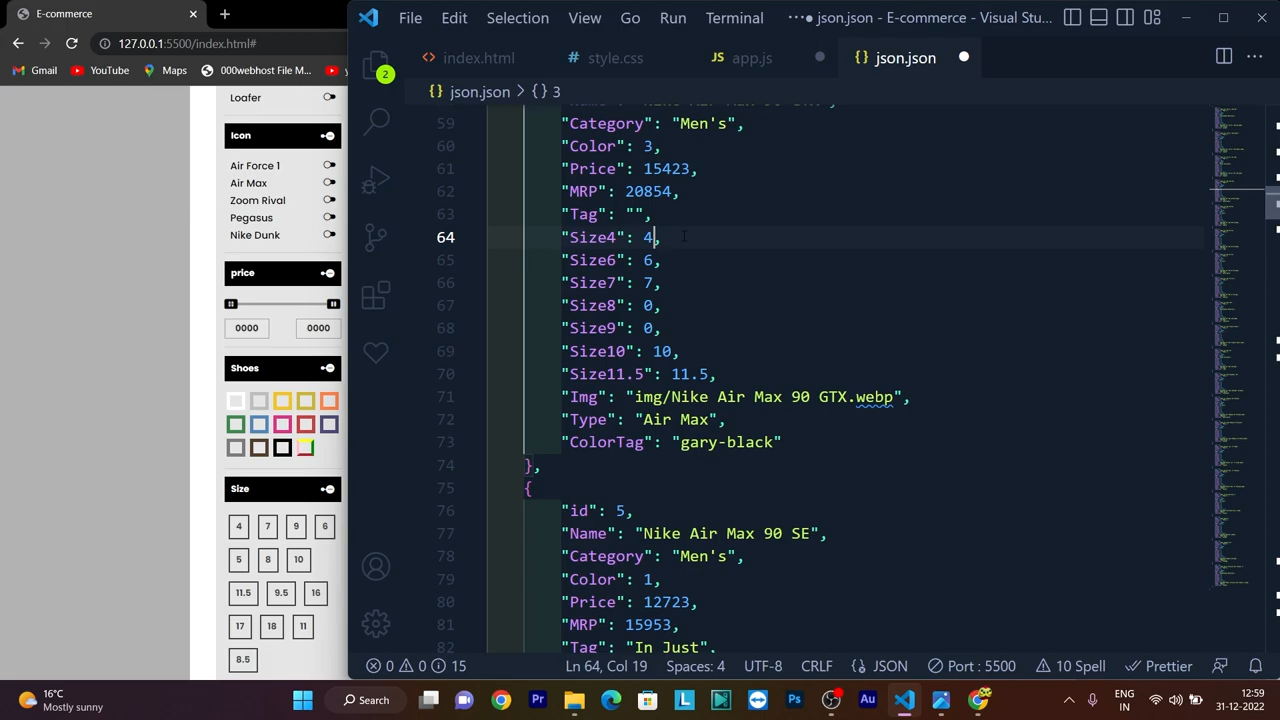 E-commerce
127.0.0.1:5500/index.html#
Gmail
YouTube
Maps
000webhost File M...
Loafer
Icon
Air Force 1
Air Max
Zoom Rival
Pegasus
Nike Dunk
price
0000 0000
Shoes
Size
4 7 9 6
5 8 10
11.5 9.5 16
17 18 11
8.5
File Edit Selection View Go Run Terminal ••• ● json.json - E-commerce - Visual Stu...
2
<> index.html
# style.css
JS app.js
{} json.json
{} json.json > {} 3
59 "Category": "Men's",
60 "Color": 3,
61 "Price": 15423,
62 "MRP": 20854,
63 "Tag": "",
64 "Size4": 4,
65 "Size6": 6,
66 "Size7": 7,
67 "Size8": 0,
68 "Size9": 0,
69 "Size10": 10,
70 "Size11.5": 11.5,
71 "Img": "img/Nike Air Max 90 GTX.webp",
72 "Type": "Air Max",
73 "ColorTag": "gary-black"
74 },
75 {
76 "id": 5,
77 "Name": "Nike Air Max 90 SE",
78 "Category": "Men's",
79 "Color": 1,
80 "Price": 12723,
81 "MRP": 15953,
82 "Tag": "In Just",
0 0 15 Ln 64, Col 19 Spaces: 4 UTF-8 CRLF JSON Port : 5500 10 Spell Prettier
16°C
Mostly sunny
Search
Pr
L
Ps
Au
ENG
IN
12:59
31-12-2022